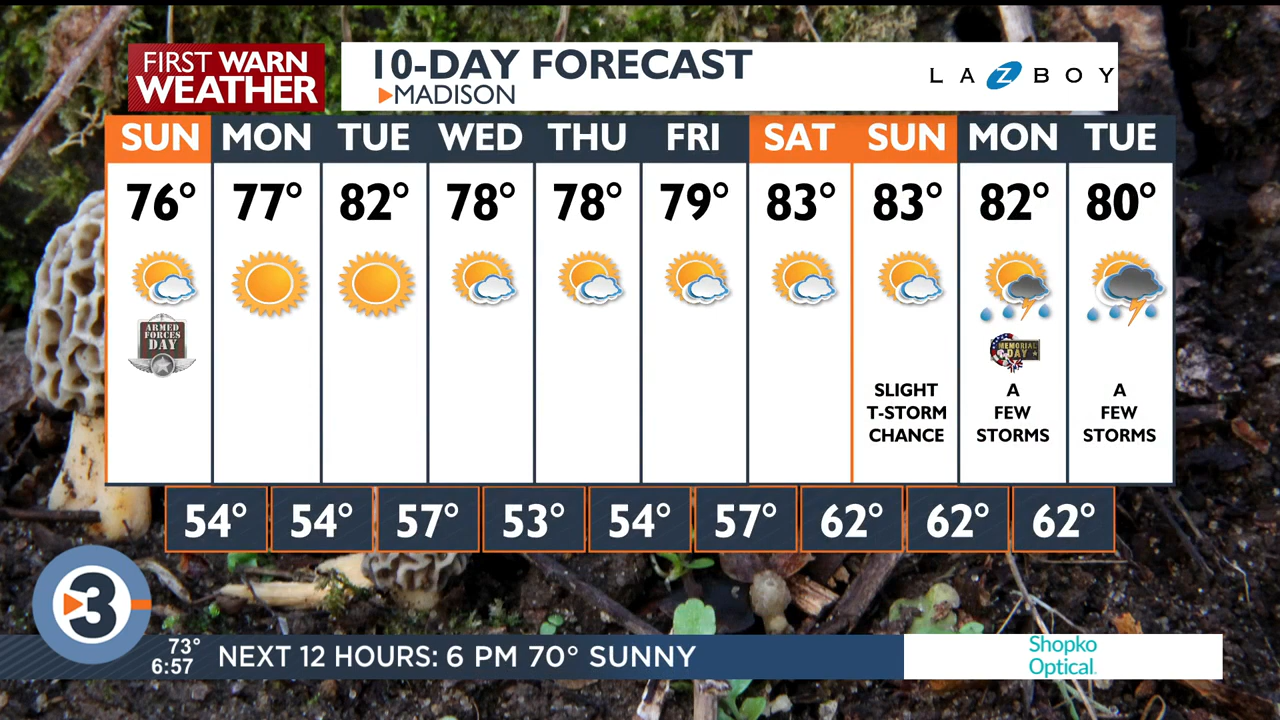 FIRST WARN
WEATHER
10-DAY FORECAST
MADISON
LA Z BOY
SUN MON TUE WED THU FRI SAT SUN MON TUE
76° 77° 82° 78° 78° 79° 83° 83° 82° 80°
ARMED
FORCES
DAY
MEMORIAL
DAY
SLIGHT
T-STORM
CHANCE
A
FEW
STORMS
A
FEW
STORMS
54° 54° 57° 53° 54° 57° 62° 62° 62°
3
73°
6:57
NEXT 12 HOURS: 6 PM 70° SUNNY
Shopko
Optical